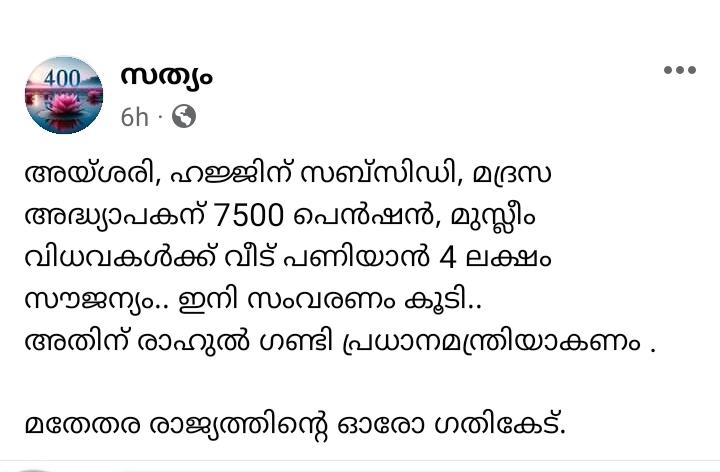 400
സത്യം
6h ·
അയ്ശരി, ഹജ്ജിന് സബ്സിഡി, മദ്രസ
അദ്ധ്യാപകന് 7500 പെൻഷൻ, മുസ്ലീം
വിധവകൾക്ക് വീട് പണിയാൻ 4 ലക്ഷം
സൗജന്യം.. ഇനി സംവരണം കൂടി..
അതിന് രാഹുൽ ഗണ്ടി പ്രധാനമന്ത്രിയാകണം .
മതേതര രാജ്യത്തിന്റെ ഓരോ ഗതികേട്.